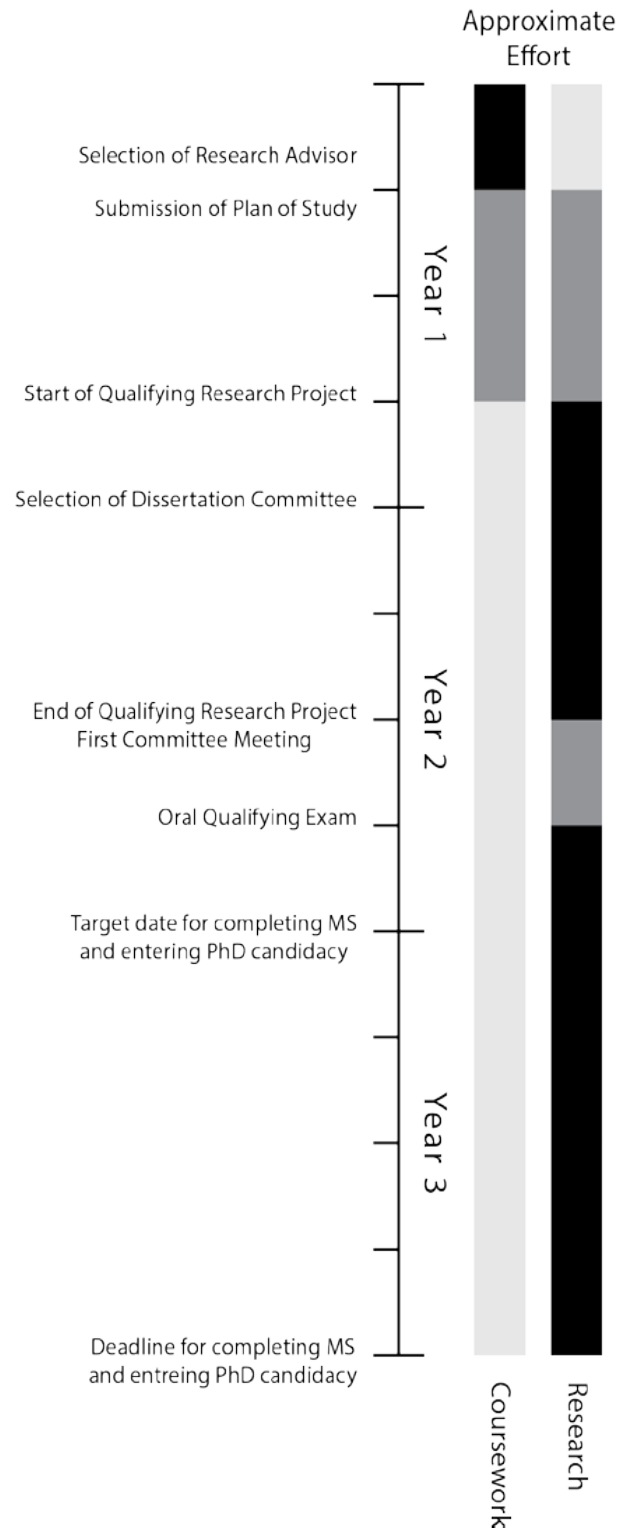 Approximate
Effort
Selection of Research Advisor
Submission of Plan of Study
Year 1
Start of Qualifying Research Project
Selection of Dissertation Committee
End of Qualifying Research Project
First Committee Meeting
Year 2
Oral Qualifying Exam
Target date for completing MS
and entering PhD candidacy
Year 3
Deadline for completing MS
and entreing PhD candidacy
Coursework
Research